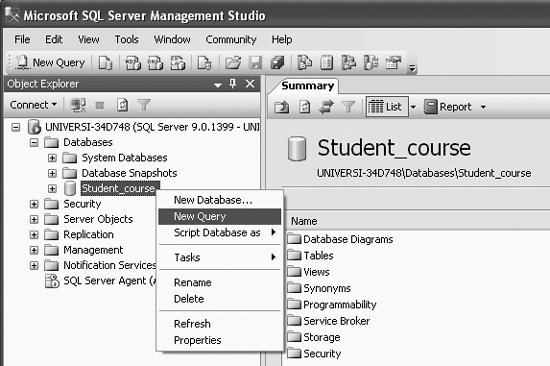 Microsoft SQL Server Management Studio
File Edit View Tools Window Community Help
New Query
Object Explorer
Summary
Connect
List Report
UNIVERSI-34D748 (SQL Server 9.0.1399 - UNI
Databases
System Databases
Database Snapshots
Student_course
Security
Server Objects
Replication
Management
Notification Services
SQL Server Agent (A
New Database...
New Query
Script Database as
Tasks
Rename
Delete
Refresh
Properties
Student_course
UNIVERSI-34D748\Databases\Student_course
Name
Database Diagrams
Tables
Views
Synonyms
Programmability
Service Broker
Storage
Security